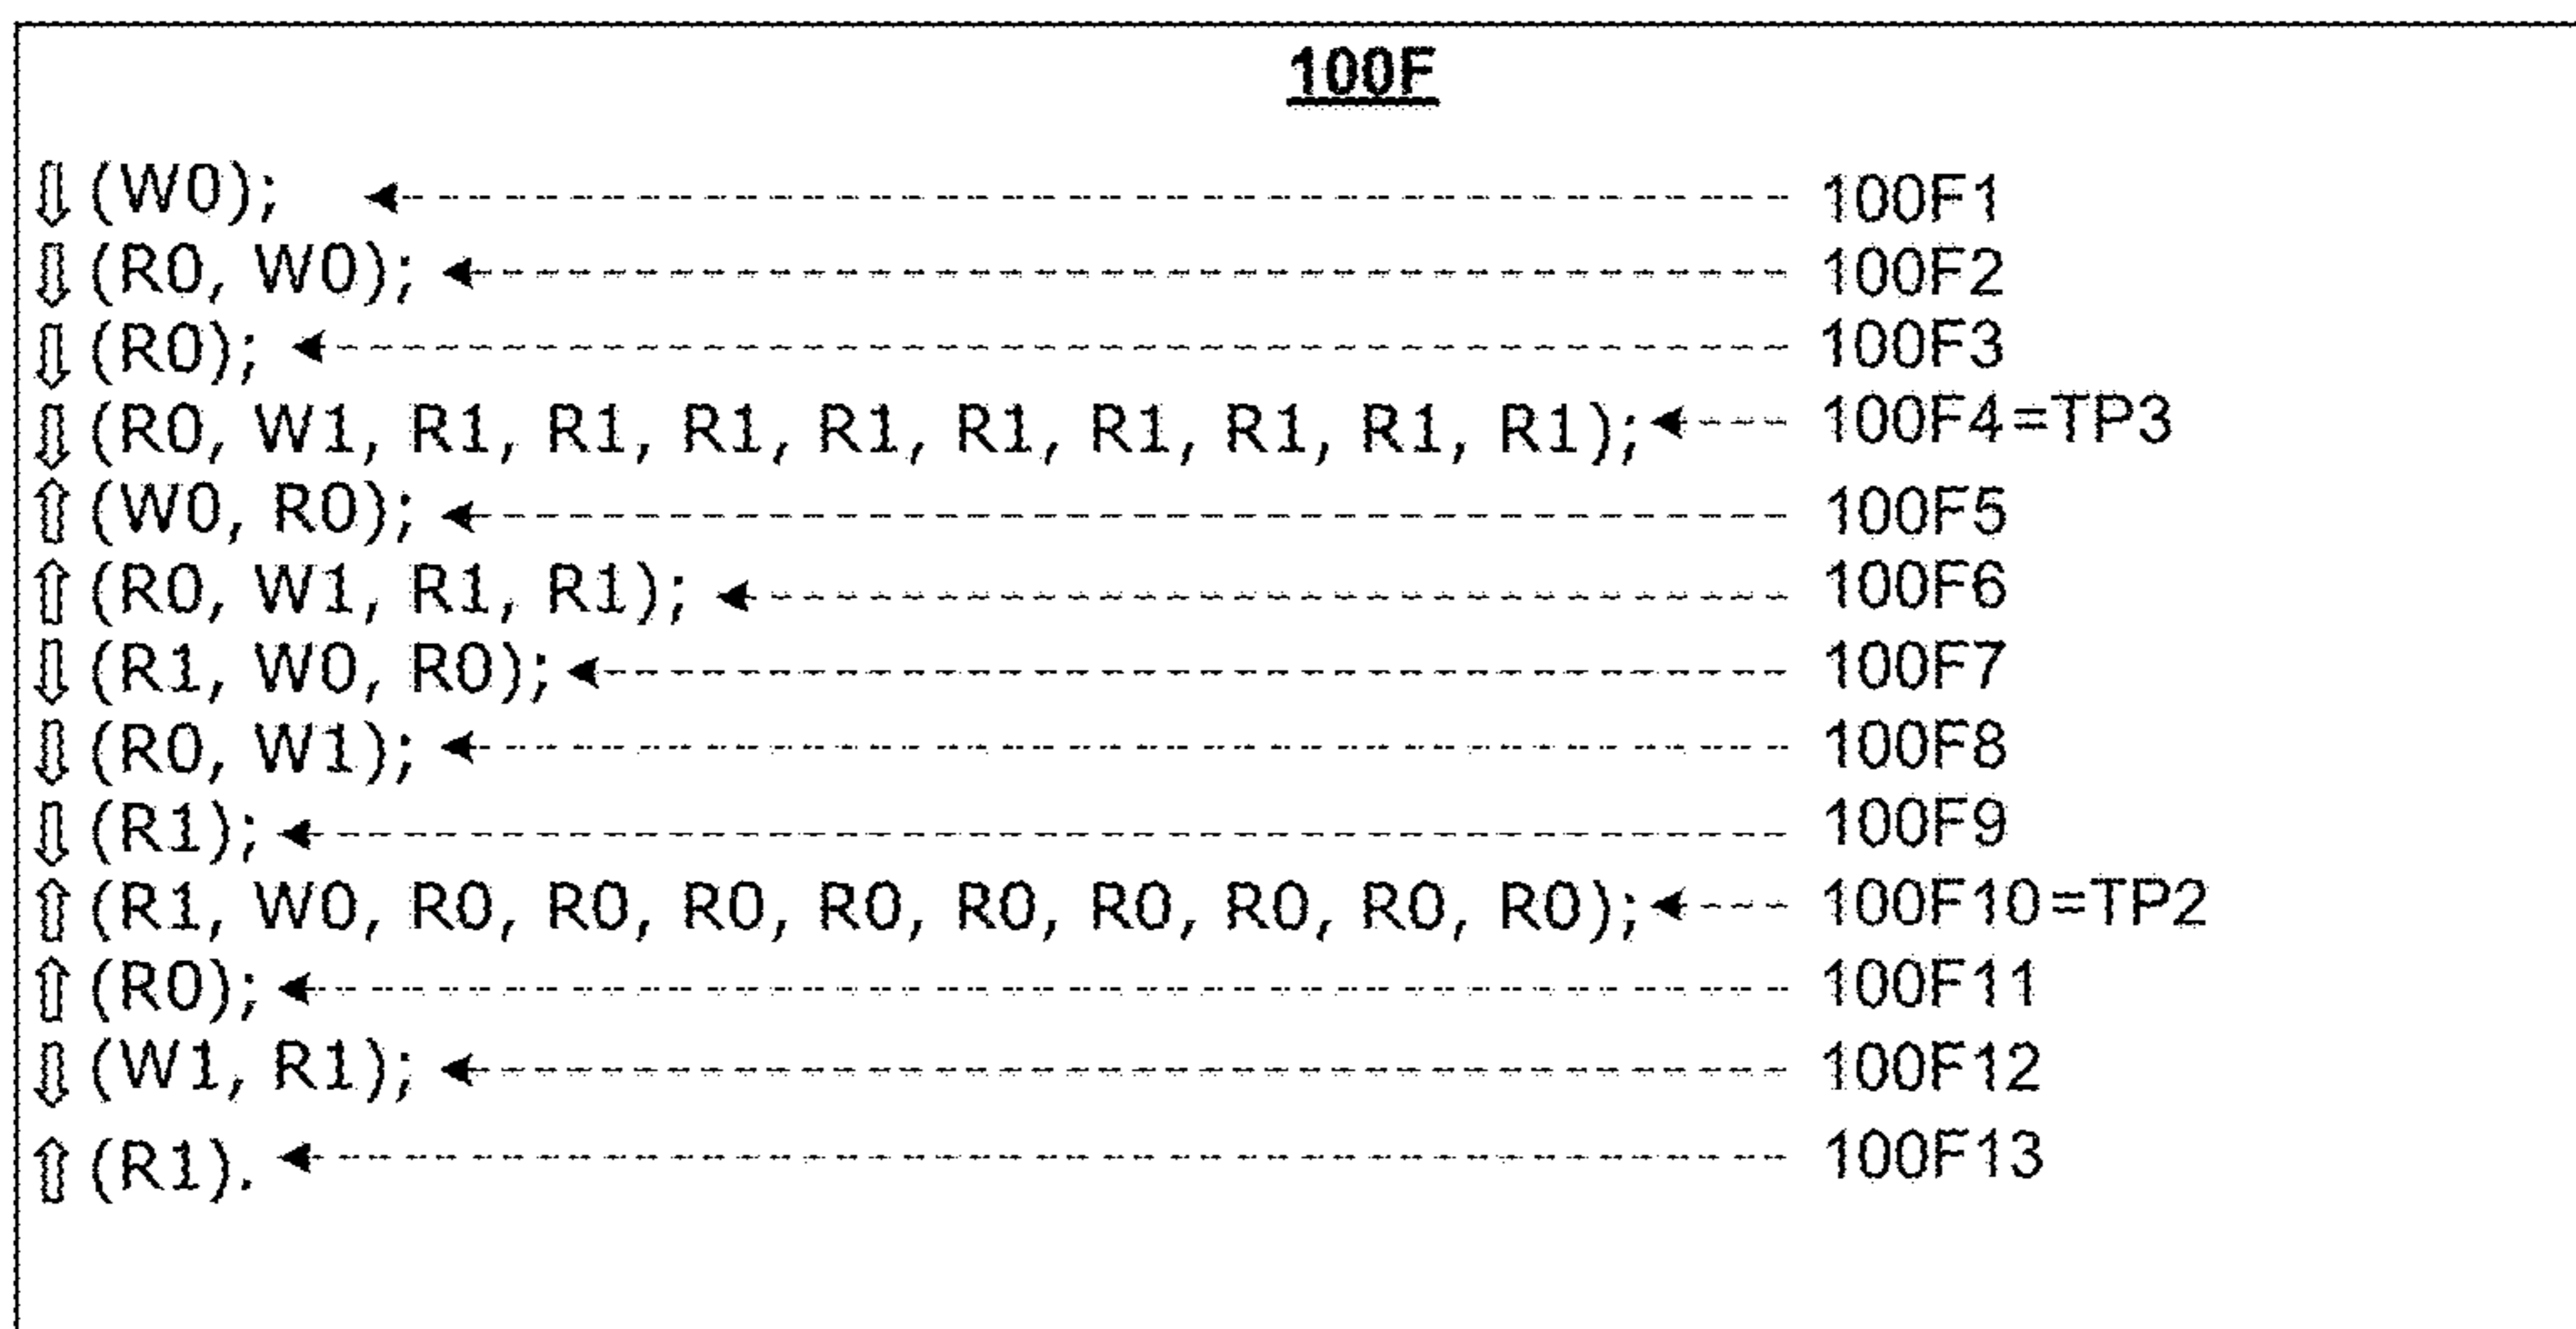 100F
⇓(W0); 100F1
⇓(R0, W0); 100F2
⇓(R0); 100F3
⇓(R0, W1, R1, R1, R1, R1, R1, R1, R1, R1, R1); 100F4=TP3
⇑(W0, R0); 100F5
⇑(R0, W1, R1, R1); 100F6
⇓(R1, W0, R0); 100F7
⇓(R0, W1); 100F8
⇓(R1); 100F9
⇑(R1, W0, R0, R0, R0, R0, R0, R0, R0, R0, R0); 100F10=TP2
⇑(R0); 100F11
⇓(W1, R1); 100F12
⇑(R1). 100F13